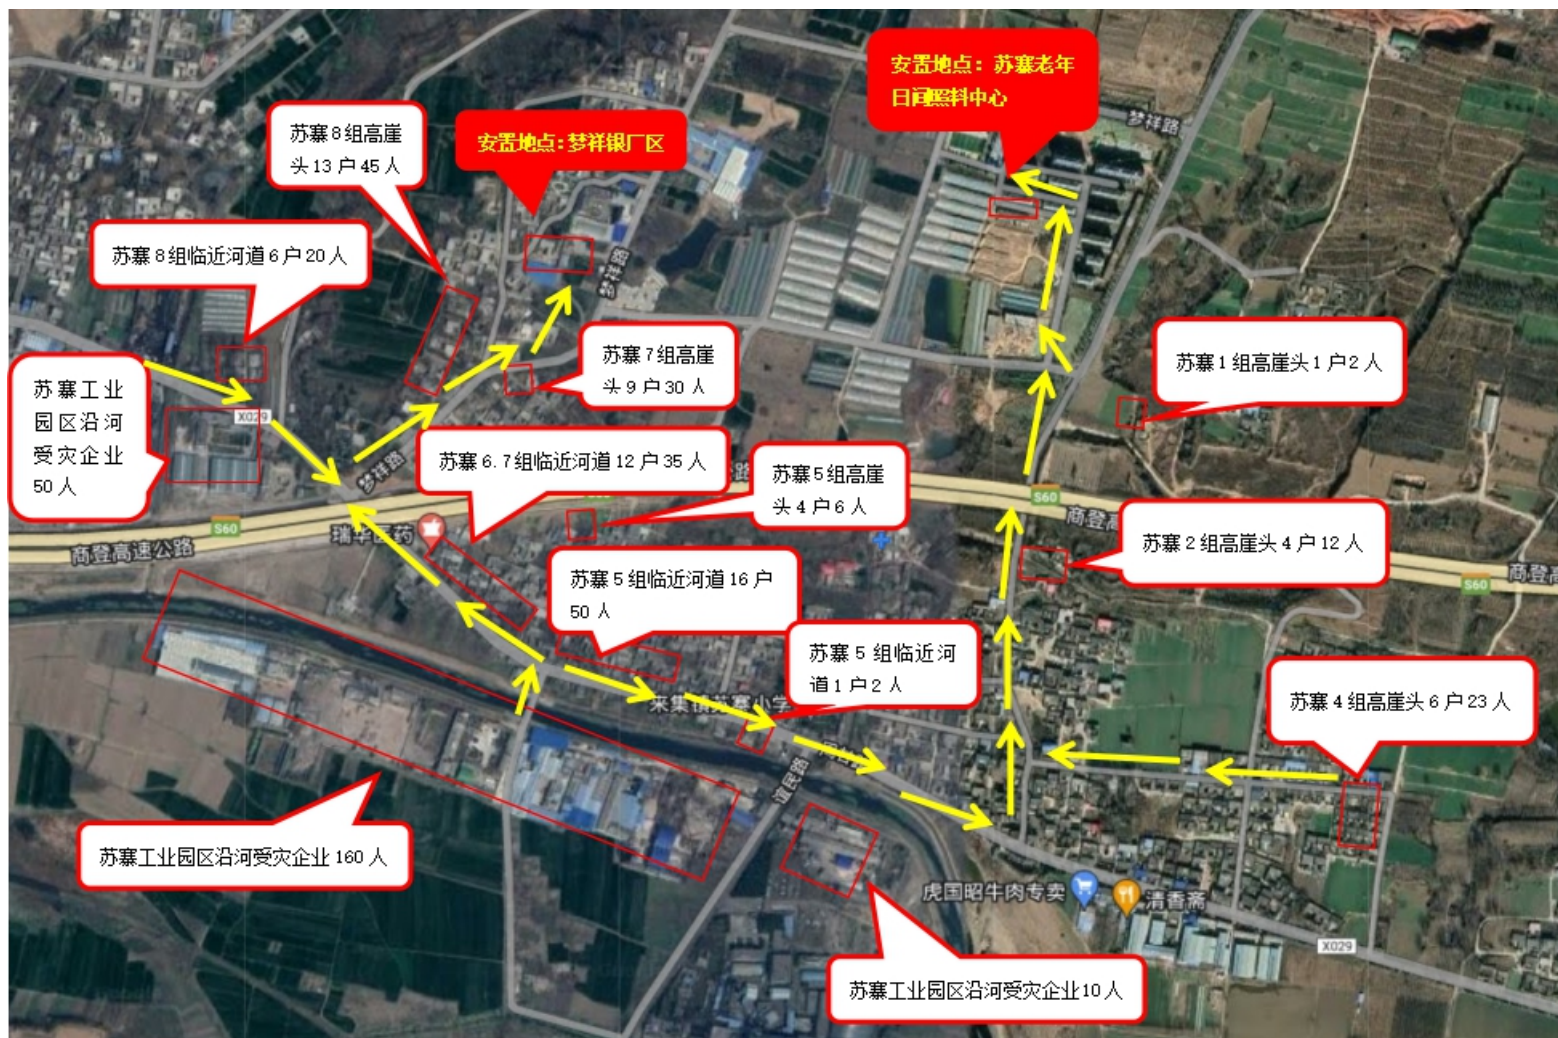 安置地点：苏寨老年
日间照料中心
梦祥路
苏寨8组高崖
头13户45人
安置地点:梦祥银厂区
苏寨8组临近河道6户20人
梦祥路
苏寨7组高崖
头9户30人
苏寨1组高崖头1户2人
苏寨工业
园区沿河
受灾企业
50人
X029
梦祥路
苏寨6.7组临近河道12户35人
路
苏寨5组高崖
头4户6人
S60
S60
商登高
瑞华医药
商登高速公路
苏寨2组高崖头4户12人
S60
商登高
苏寨5组临近河道16户
50人
苏寨5组临近河
道1户2人
来集镇苏寨小学
苏寨4组高崖头6户23人
道民路
苏寨工业园区沿河受灾企业160人
虎国昭牛肉专卖
清香斋
X029
苏寨工业园区沿河受灾企业10人